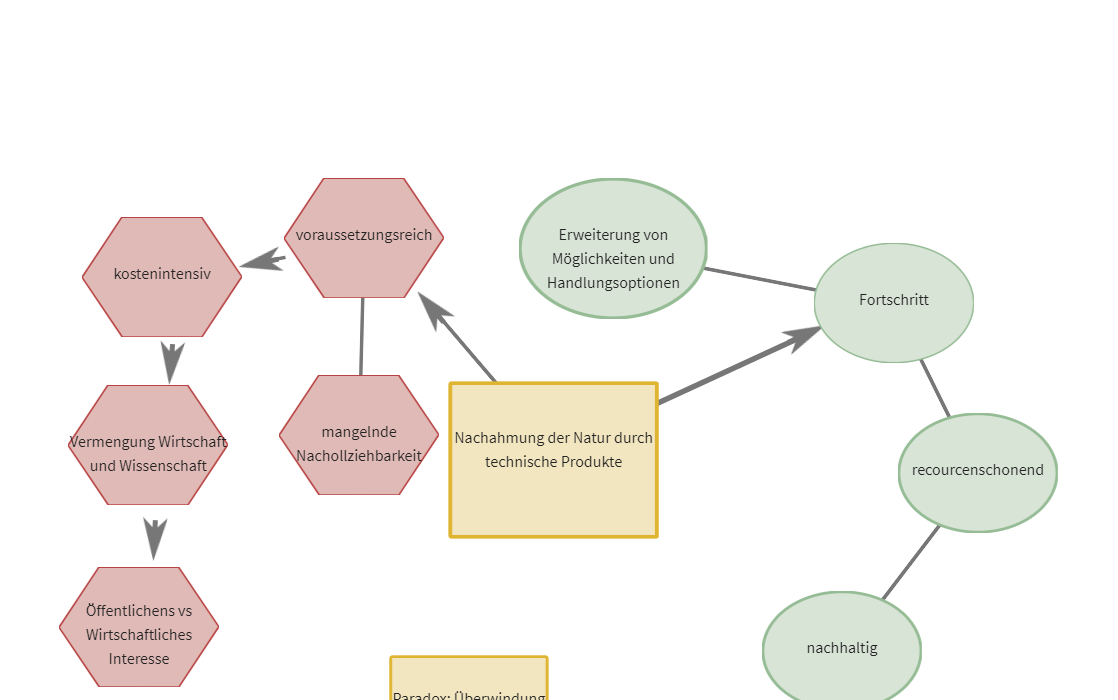 voraussetzungsreich
kostenintensiv
Erweiterung von
Möglichkeiten und
Handlungsoptionen
Fortschritt
mangelnde
Nachollziehbarkeit
Nachahmung der Natur durch
technische Produkte
Vermengung Wirtschaft
und Wissenschaft
recourcenschonend
Öffentlichens vs
Wirtschaftliches
Interesse
nachhaltig
Paradox: Überwindung